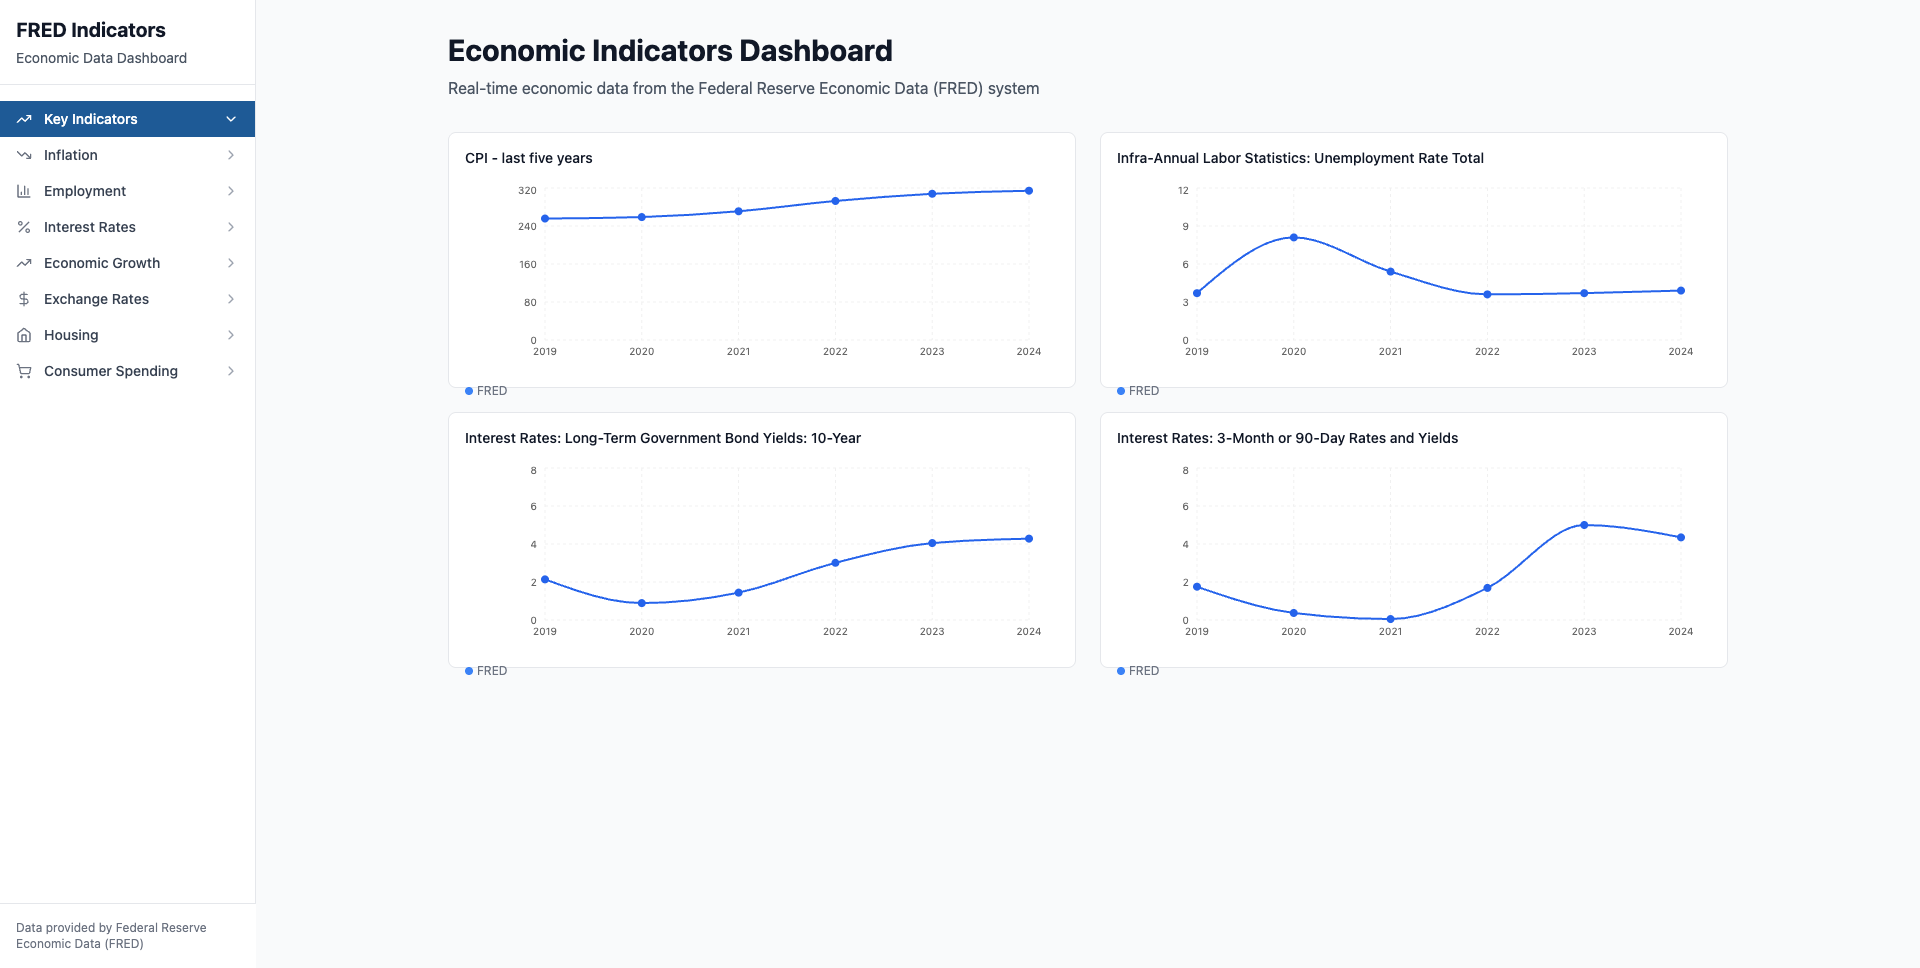 FRED Indicators
Economic Data Dashboard
Key Indicators
Inflation
Employment
Interest Rates
Economic Growth
Exchange Rates
Housing
Consumer Spending
Data provided by Federal Reserve
Economic Data (FRED)
Economic Indicators Dashboard
Real-time economic data from the Federal Reserve Economic Data (FRED) system
CPI - last five years
320
240
160
80
0
2019 2020 2021 2022 2023 2024
FRED
Infra-Annual Labor Statistics: Unemployment Rate Total
12
9
6
3
0
2019 2020 2021 2022 2023 2024
FRED
Interest Rates: Long-Term Government Bond Yields: 10-Year
8
6
4
2
0
2019 2020 2021 2022 2023 2024
FRED
Interest Rates: 3-Month or 90-Day Rates and Yields
8
6
4
2
0
2019 2020 2021 2022 2023 2024
FRED